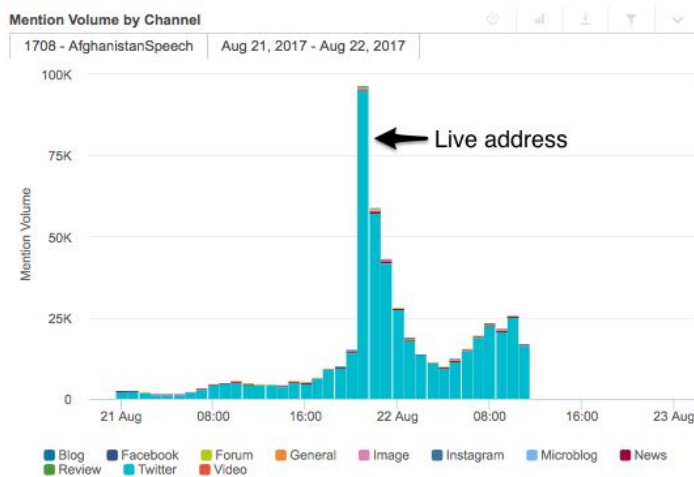 Mention Volume by Channel
1708 - AfghanistanSpeech Aug 21, 2017 - Aug 22, 2017
100K
Live address
75K
50K
25K
0
Mention Volume
21 Aug 08:00 16:00 22 Aug 08:00 16:00 23 Aug
Blog Facebook Forum General Image Instagram Microblog News
Review Twitter Video